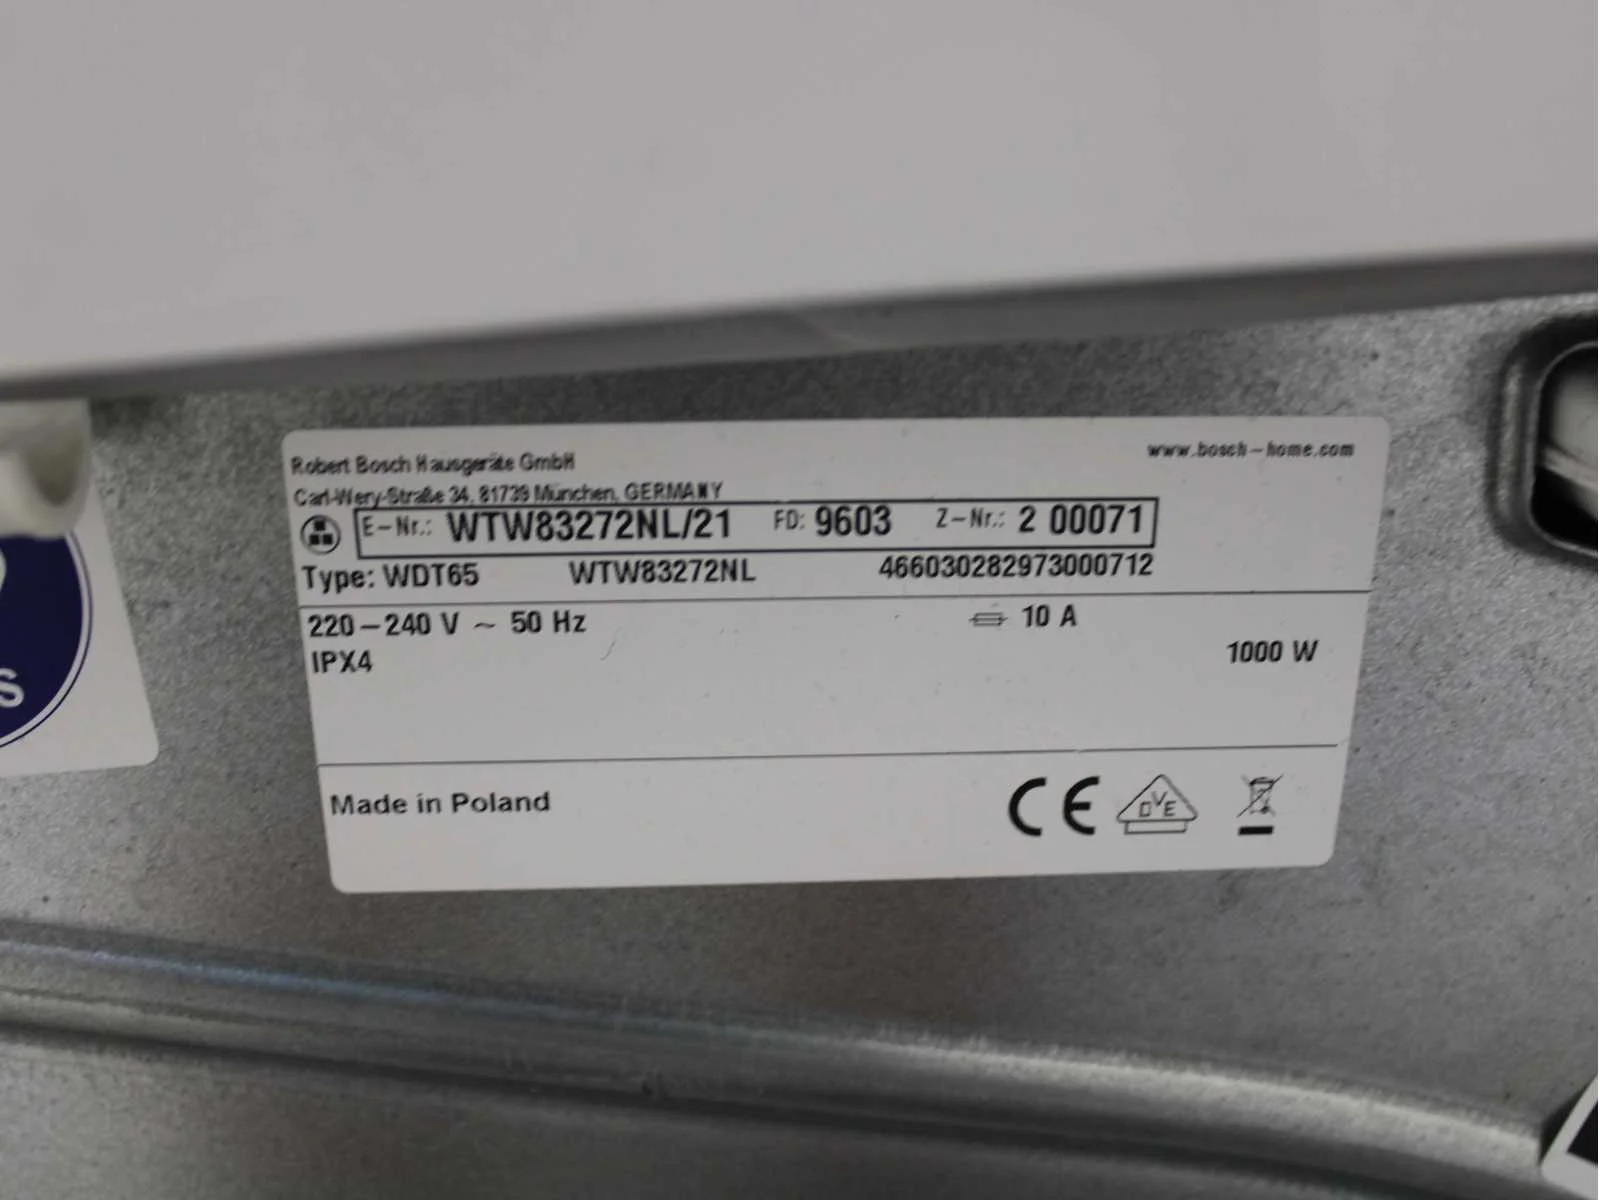 Robert Bosch Hausgeräte GmbH
www.bosch-home.com
Carl-Wery-Straße 34, 81739 München, GERMANY
E-Nr.: WTW83272NL/21 FD: 9603 Z-Nr.: 2 00071
Type: WDT65 WTW83272NL 466030282973000712
220-240 V ~ 50 Hz 10 A
IPX4 1000 W
Made in Poland CE DVE
S